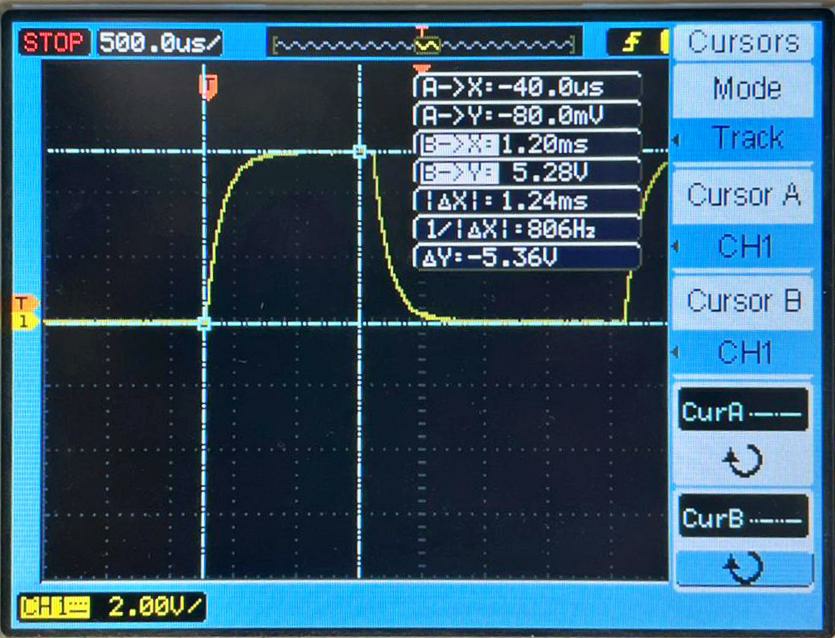 STOP 500.0us/
T
Cursors
A->X:-40.0us
A->Y:-80.0mV
B->X: 1.20ms
B->Y: 5.28V
|ΔX|: 1.24ms
1/|ΔX|:806Hz
ΔY:-5.36V
Mode
Track
Cursor A
CH1
Cursor B
CH1
CurA
CurB
T
T
1
CH1 2.00V/